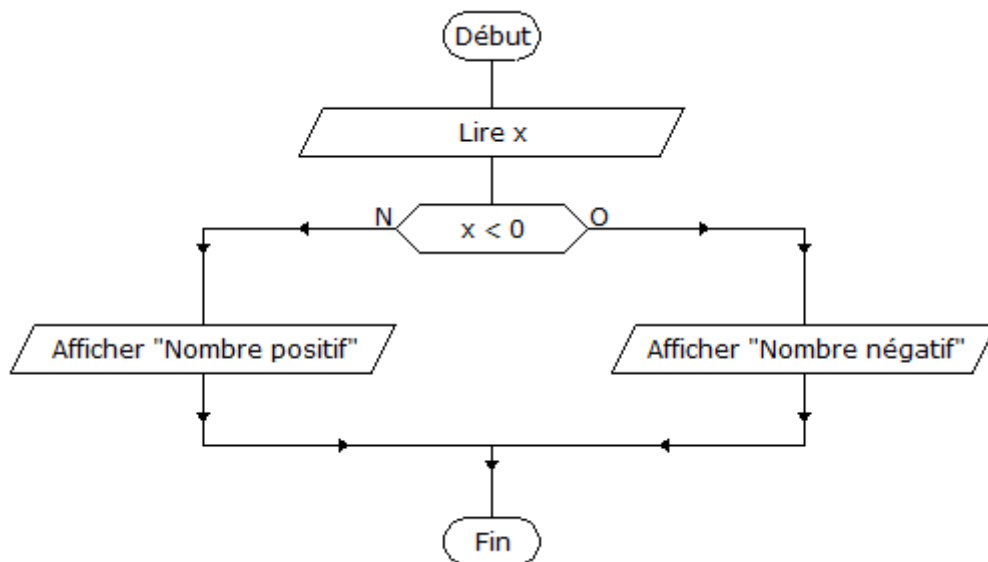 Début
Lire x
N
x < 0
O
Afficher "Nombre positif"
Afficher "Nombre négatif"
Fin